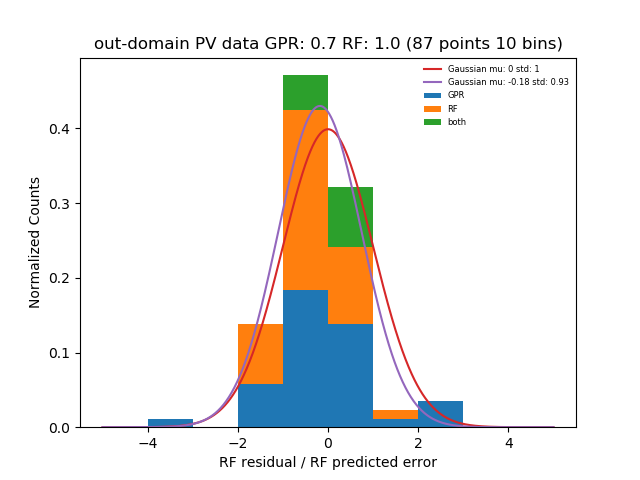 out-domain PV data GPR: 0.7 RF: 1.0 (87 points 10 bins)
Gaussian mu: 0 std: 1
Gaussian mu: -0.18 std: 0.93
GPR
RF
both
Normalized Counts
0.4
0.3
0.2
0.1
0.0
−4 −2 0 2 4
RF residual / RF predicted error